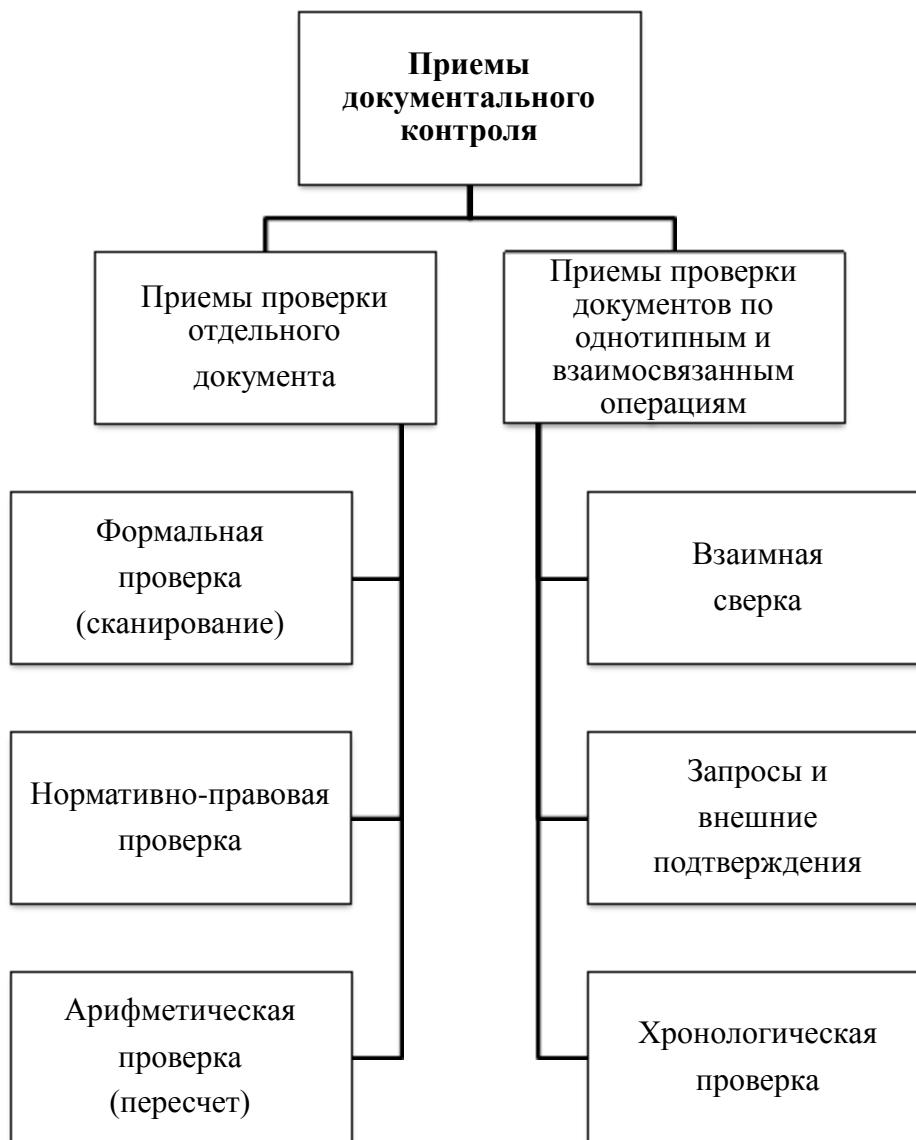 Приемы
документального
контроля
Приемы проверки
отдельного
документа
Приемы проверки
документов по
однотипным и
взаимосвязанным
операциям
Формальная
проверка
(сканирование)
Взаимная
сверка
Нормативно-правовая
проверка
Запросы и
внешние
подтверждения
Арифметическая
проверка
(пересчет)
Хронологическая
проверка